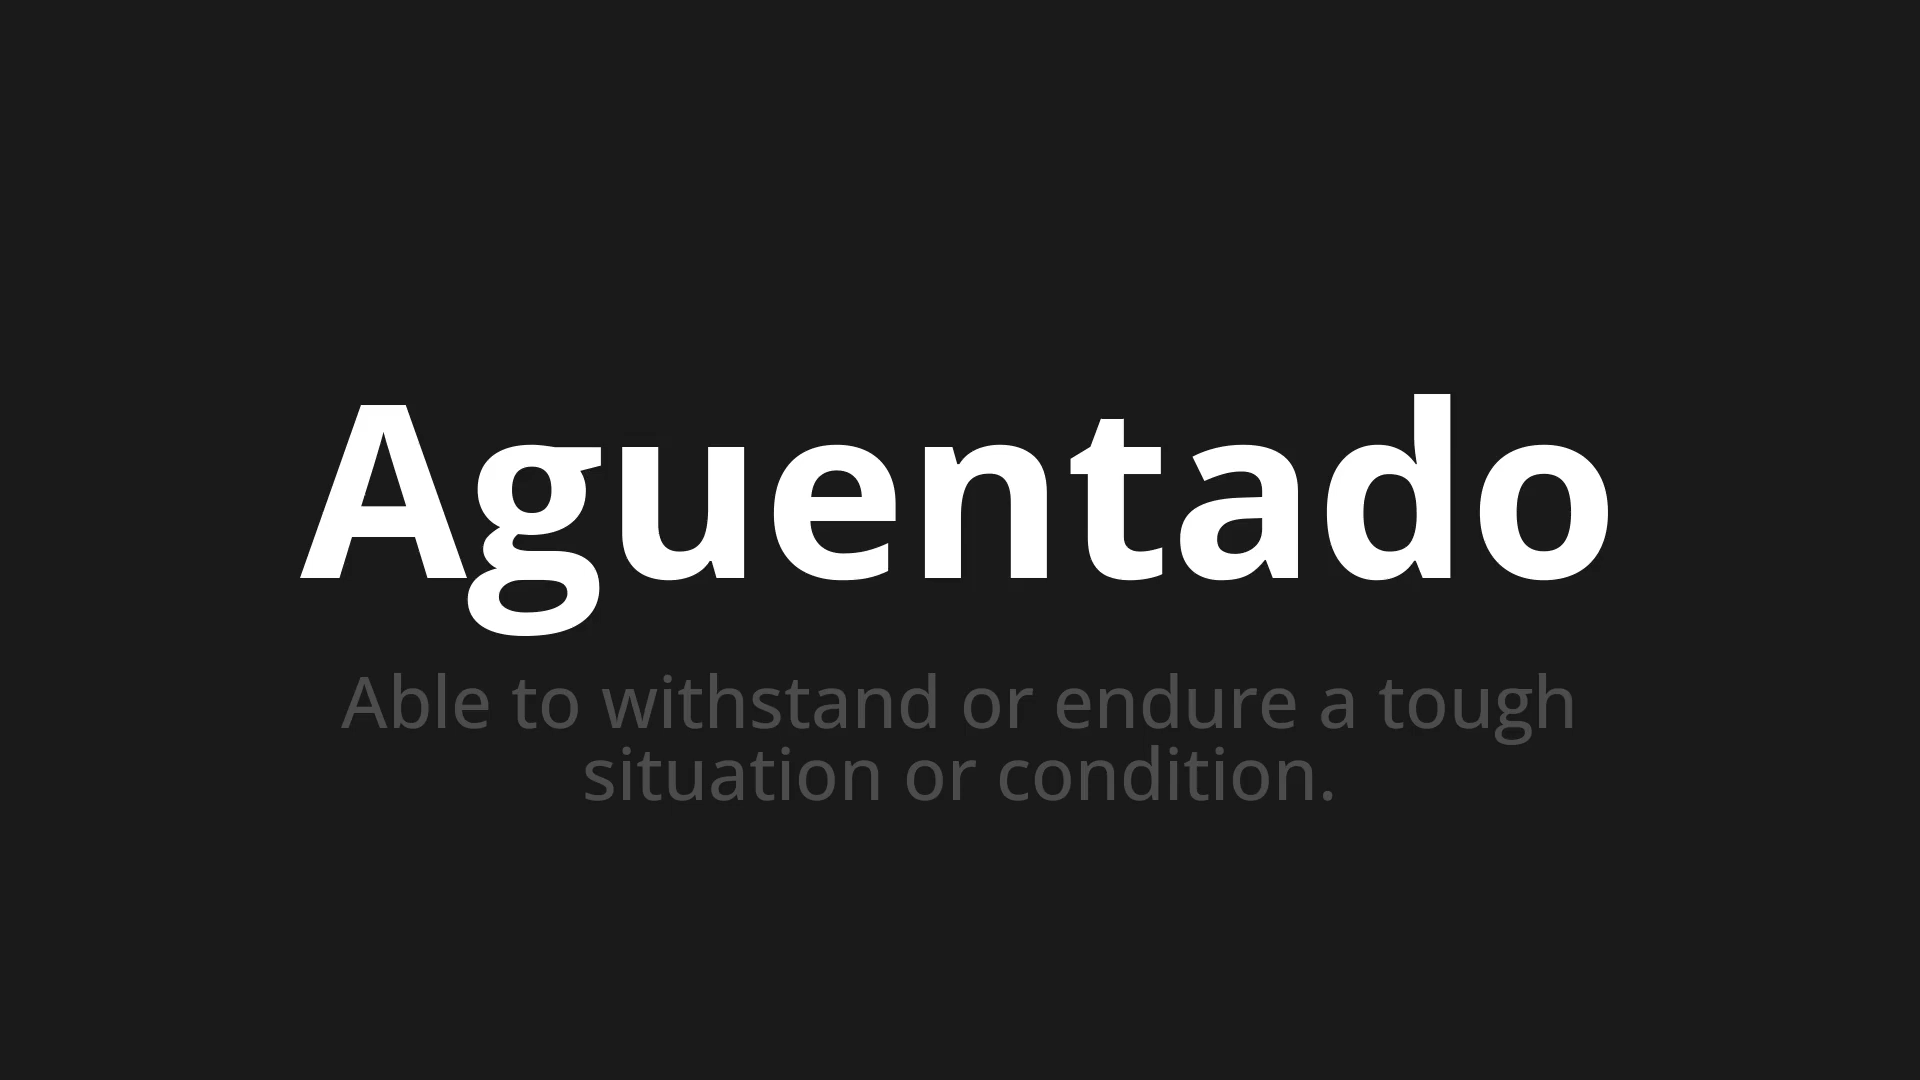 Aguentado
Able to withstand or endure a tough
situation or condition.